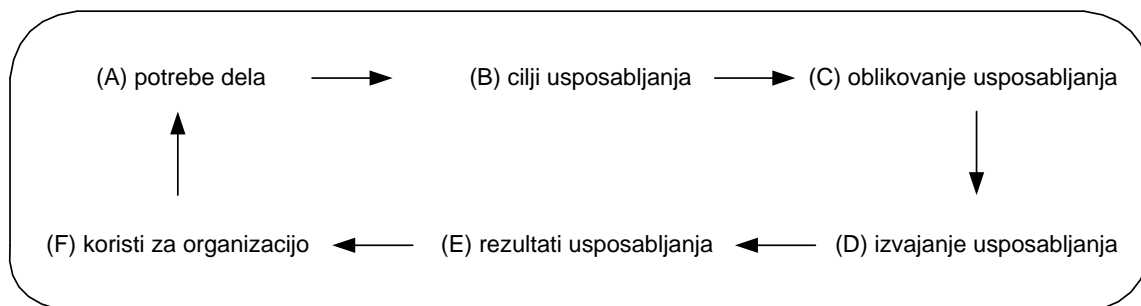 (A) potrebe dela
(B) cilji usposabljanja
(C) oblikovanje usposabljanja
(F) koristi za organizacijo
(E) rezultati usposabljanja
(D) izvajanje usposabljanja